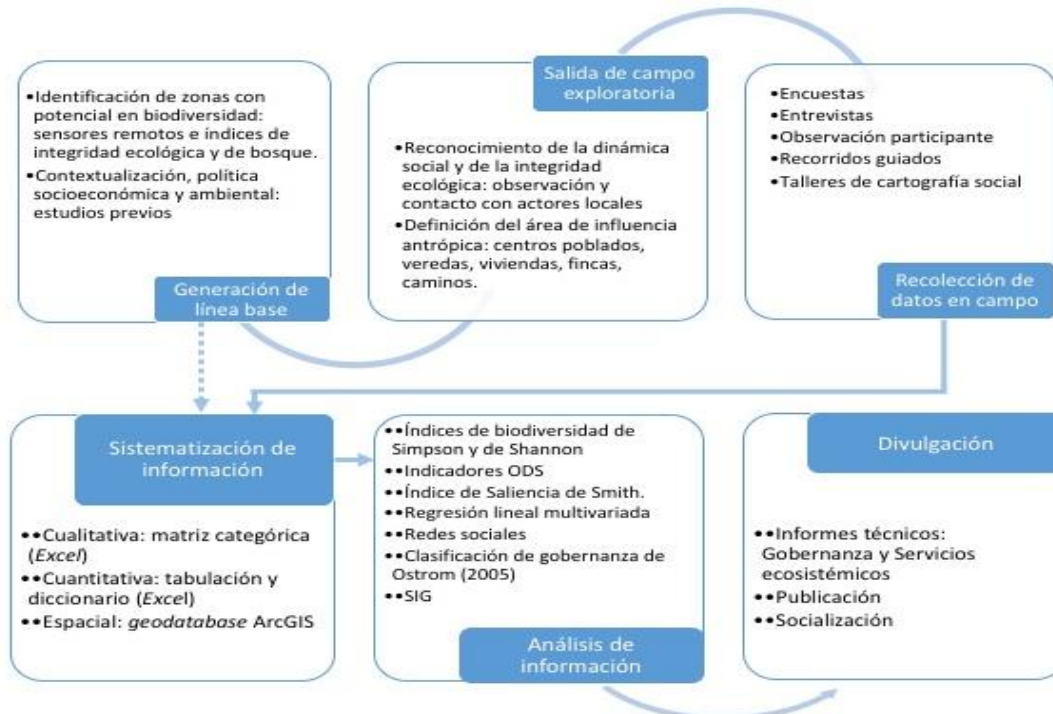 •Identificación de zonas con
potencial en biodiversidad:
sensores remotos e índices de
integridad ecológica y de bosque.
•Contextualización, política
socioeconómica y ambiental:
estudios previos
Generación de
línea base
Salida de campo
exploratoria
•Reconocimiento de la dinámica
social y de la integridad
ecológica: observación y
contacto con actores locales
•Definición del área de influencia
antrópica: centros poblados,
veredas, viviendas, fincas,
caminos.
•Encuestas
•Entrevistas
•Observación participante
•Recorridos guiados
•Talleres de cartografía social
Recolección de
datos en campo
Sistematización de
información
••Cualitativa: matriz categórica
(Excel)
••Cuantitativa: tabulación y
diccionario (Excel)
••Espacial: geodatabase ArcGIS
••Índices de biodiversidad de
Simpson y de Shannon
••Indicadores ODS
••Índice de Saliencia de Smith.
••Regresión lineal multivariada
••Redes sociales
••Clasificación de gobernanza de
Ostrom (2005)
••SIG
Análisis de
información
Divulgación
••Informes técnicos:
Gobernanza y Servicios
ecosistémicos
••Publicación
••Socialización